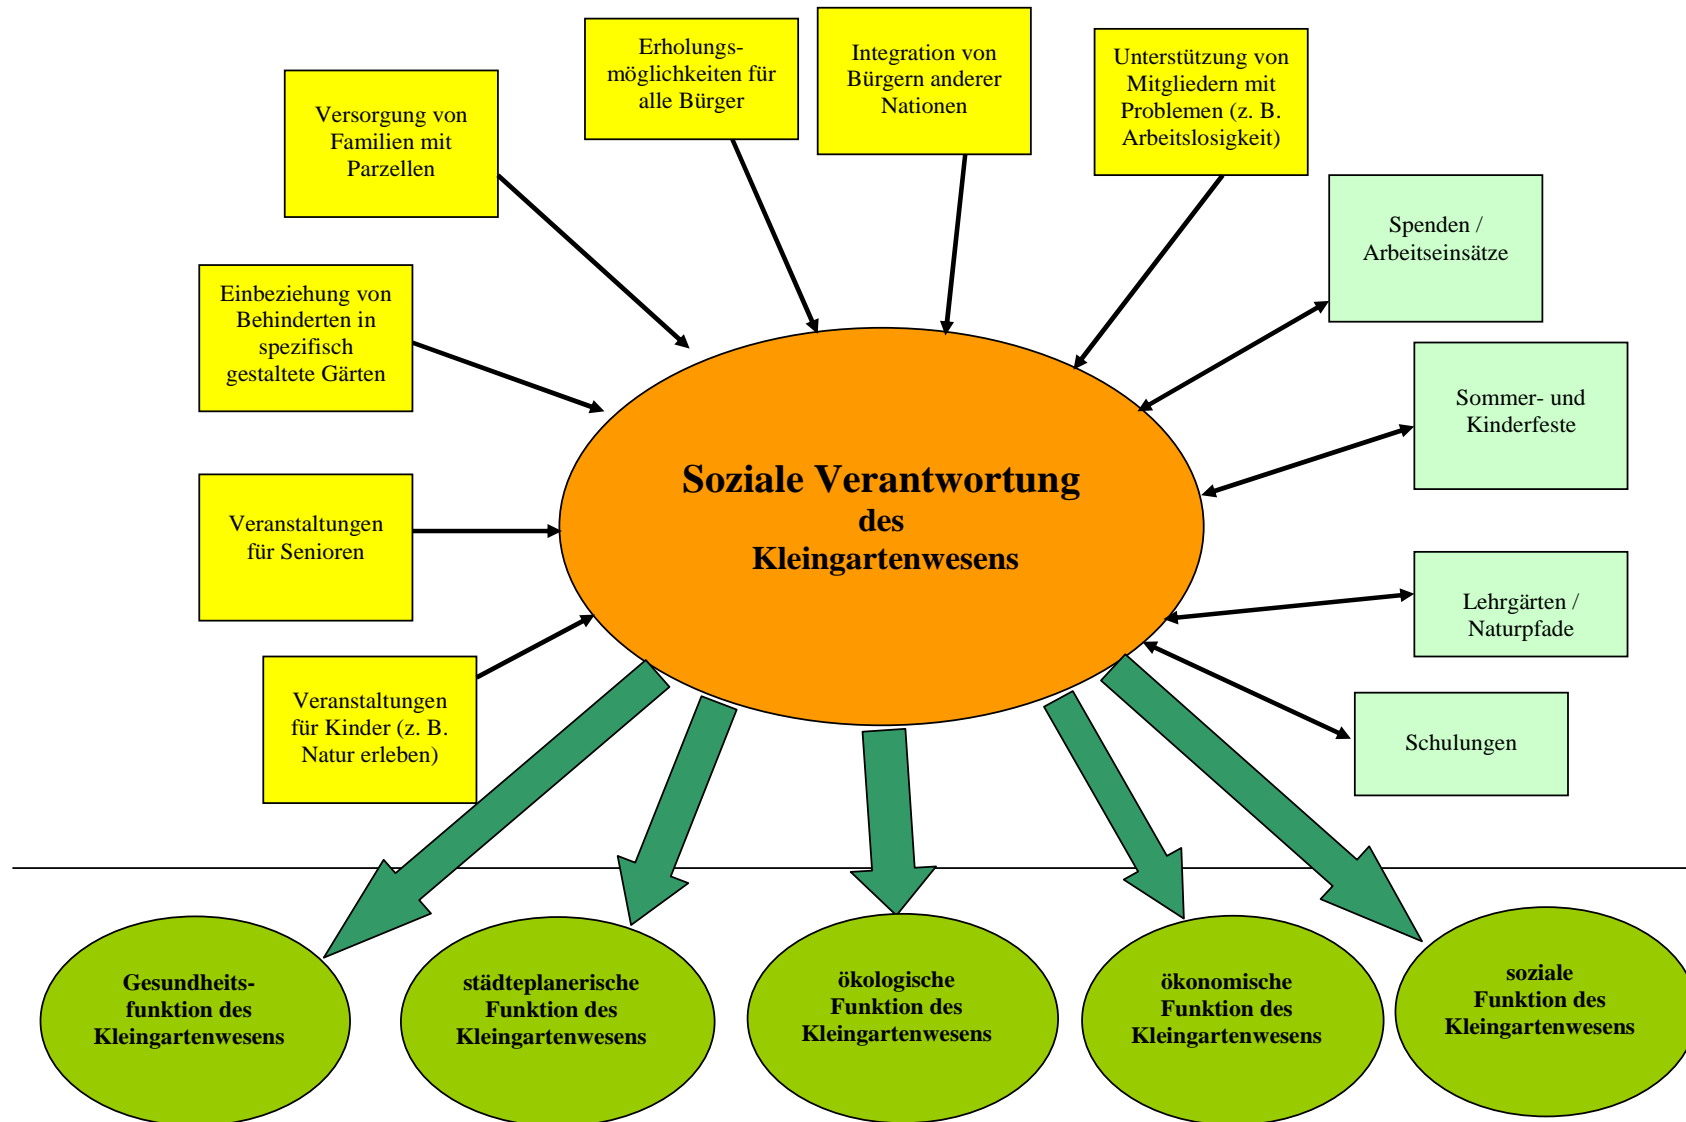 Erholungs-
möglichkeiten für
alle Bürger
Integration von
Bürgern anderer
Nationen
Unterstützung von
Mitgliedern mit
Problemen (z. B.
Arbeitslosigkeit)
Versorgung von
Familien mit
Parzellen
Spenden /
Arbeitseinsätze
Einbeziehung von
Behinderten in
spezifisch
gestaltete Gärten
Sommer- und
Kinderfeste
Soziale Verantwortung
des
Kleingartenwesens
Veranstaltungen
für Senioren
Lehrgärten /
Naturpfade
Veranstaltungen
für Kinder (z. B.
Natur erleben)
Schulungen
Gesundheits-
funktion des
Kleingartenwesens
städteplanerische
Funktion des
Kleingartenwesens
ökologische
Funktion des
Kleingartenwesens
ökonomische
Funktion des
Kleingartenwesens
soziale
Funktion des
Kleingartenwesens